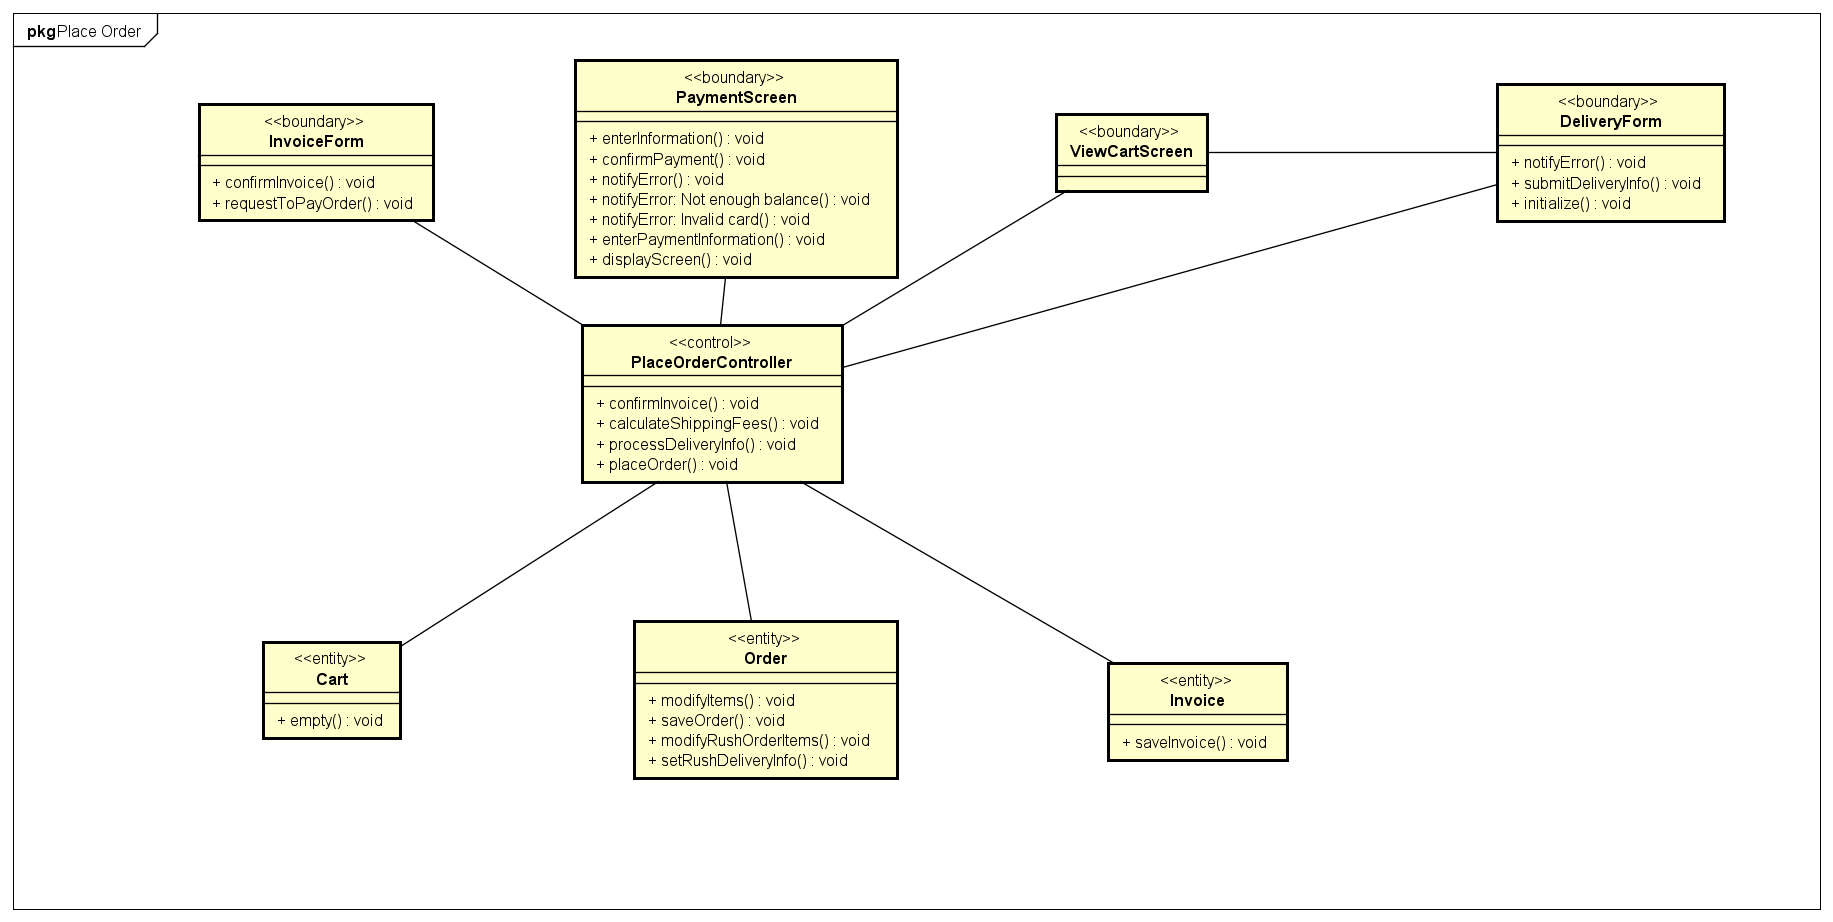 pkg Place Order
<<boundary>>
InvoiceForm
+ confirmInvoice() : void
+ requestToPayOrder() : void
<<boundary>>
PaymentScreen
+ enterInformation() : void
+ confirmPayment() : void
+ notifyError() : void
+ notifyError: Not enough balance() : void
+ notifyError: Invalid card() : void
+ enterPaymentInformation() : void
+ displayScreen() : void
<<boundary>>
ViewCartScreen
<<boundary>>
DeliveryForm
+ notifyError() : void
+ submitDeliveryInfo() : void
+ initialize() : void
<<control>>
PlaceOrderController
+ confirmInvoice() : void
+ calculateShippingFees() : void
+ processDeliveryInfo() : void
+ placeOrder() : void
<<entity>>
Cart
+ empty() : void
<<entity>>
Order
+ modifyItems() : void
+ saveOrder() : void
+ modifyRushOrderItems() : void
+ setRushDeliveryInfo() : void
<<entity>>
Invoice
+ saveInvoice() : void